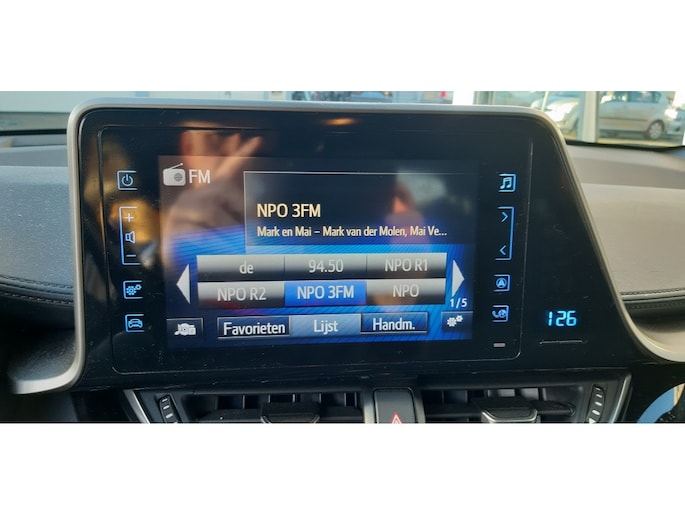 FM
NPO 3FM
Mark en Mai – Mark van der Molen, Mai Ve...
de 94.50 NPO R1
NPO R2 NPO 3FM NPO
1/5
Favorieten Lijst Handm.
126